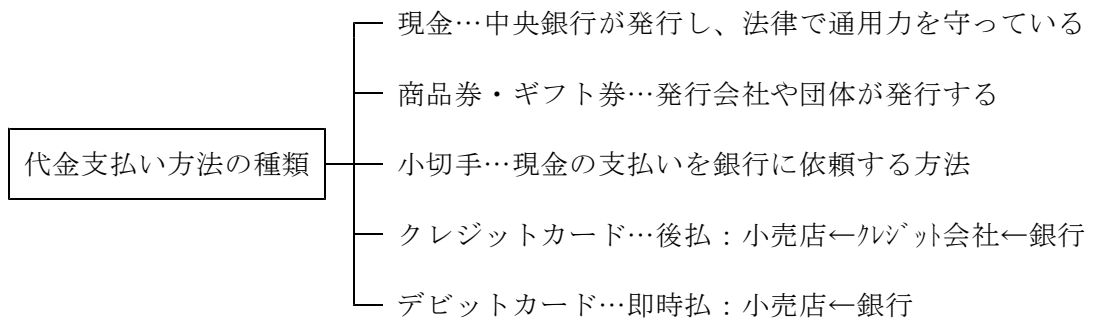 現金…中央銀行が発行し、法律で通用力を守っている
商品券・ギフト券…発行会社や団体が発行する
代金支払い方法の種類
小切手…現金の支払いを銀行に依頼する方法
クレジットカード…後払：小売店←ｸﾚｼﾞｯﾄ会社←銀行
デビットカード…即時払：小売店←銀行